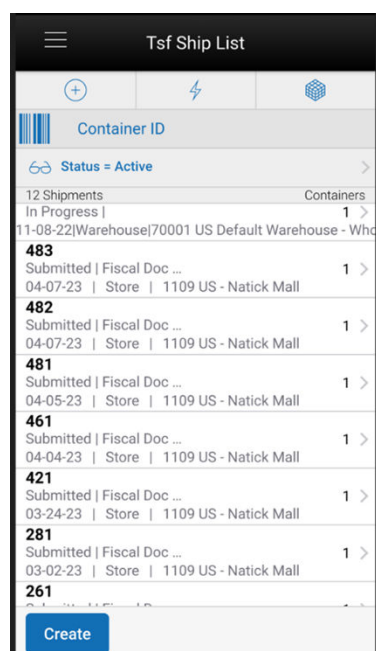 Tsf Ship List
Container ID
Status = Active
12 Shipments Containers
In Progress | 1
11-08-22|Warehouse|70001 US Default Warehouse - Who
483
Submitted | Fiscal Doc ... 1
04-07-23 | Store | 1109 US - Natick Mall
482
Submitted | Fiscal Doc ... 1
04-07-23 | Store | 1109 US - Natick Mall
481
Submitted | Fiscal Doc ... 1
04-05-23 | Store | 1109 US - Natick Mall
461
Submitted | Fiscal Doc ... 1
04-04-23 | Store | 1109 US - Natick Mall
421
Submitted | Fiscal Doc ... 1
03-24-23 | Store | 1109 US - Natick Mall
281
Submitted | Fiscal Doc ... 1
03-02-23 | Store | 1109 US - Natick Mall
261
Create